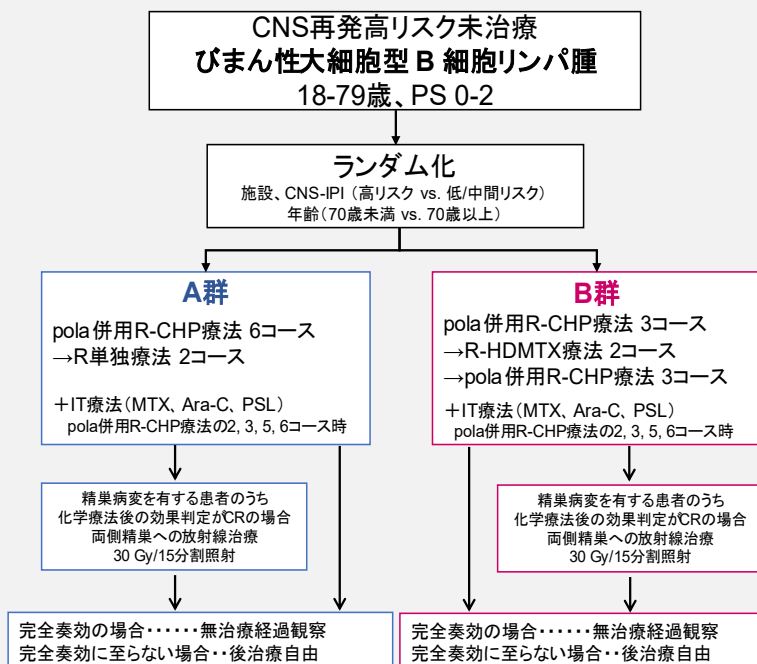 CNS再発高リスク未治療
びまん性大細胞型 B 細胞リンパ腫
18-79歳、PS 0-2
ランダム化
施設、CNS-IPI （高リスク vs. 低/中間リスク）
年齢（70歳未満 vs. 70歳以上）
A群
pola併用R-CHP療法 6コース
→R単独療法 2コース
＋IT療法（MTX、Ara-C、PSL）
pola併用R-CHP療法の2, 3, 5, 6コース時
精巣病変を有する患者のうち
化学療法後の効果判定がCRの場合
両側精巣への放射線治療
30 Gy/15分割照射
完全奏効の場合‥‥‥無治療経過観察
完全奏効に至らない場合‥後治療自由
B群
pola併用R-CHP療法 3コース
→R-HDMTX療法 2コース
→pola併用R-CHP療法 3コース
＋IT療法（MTX、Ara-C、PSL）
pola併用R-CHP療法の2, 3, 5, 6コース時
精巣病変を有する患者のうち
化学療法後の効果判定がCRの場合
両側精巣への放射線治療
30 Gy/15分割照射
完全奏効の場合‥‥‥無治療経過観察
完全奏効に至らない場合‥後治療自由